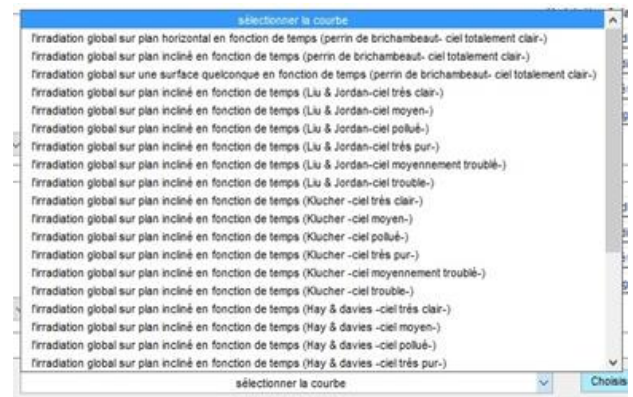 sélectionner la courbe
l'irradiation global sur plan horizontal en fonction de temps (perrin de brichambeaut- ciel totalement clair-)
l'irradiation global sur plan incliné en fonction de temps (perrin de brichambeaut- ciel totalement clair-)
l'irradiation global sur une surface quelconque en fonction de temps (perrin de brichambeaut- ciel totalement clair-)
l'irradiation global sur plan incliné en fonction de temps (Liu & Jordan-ciel très clair-)
l'irradiation global sur plan incliné en fonction de temps (Liu & Jordan-ciel moyen-)
l'irradiation global sur plan incliné en fonction de temps (Liu & Jordan-ciel pollué-)
l'irradiation global sur plan incliné en fonction de temps (Liu & Jordan-ciel très pur-)
l'irradiation global sur plan incliné en fonction de temps (Liu & Jordan-ciel moyennement troublé-)
l'irradiation global sur plan incliné en fonction de temps (Liu & Jordan-ciel trouble-)
l'irradiation global sur plan incliné en fonction de temps (Klucher -ciel très clair-)
l'irradiation global sur plan incliné en fonction de temps (Klucher -ciel moyen-)
l'irradiation global sur plan incliné en fonction de temps (Klucher -ciel pollué-)
l'irradiation global sur plan incliné en fonction de temps (Klucher -ciel très pur-)
l'irradiation global sur plan incliné en fonction de temps (Klucher -ciel moyennement troublé-)
l'irradiation global sur plan incliné en fonction de temps (Klucher -ciel trouble-)
l'irradiation global sur plan incliné en fonction de temps (Hay & davies -ciel très clair-)
l'irradiation global sur plan incliné en fonction de temps (Hay & davies -ciel moyen-)
l'irradiation global sur plan incliné en fonction de temps (Hay & davies -ciel pollué-)
l'irradiation global sur plan incliné en fonction de temps (Hay & davies -ciel très pur-)
sélectionner la courbe
Choisis